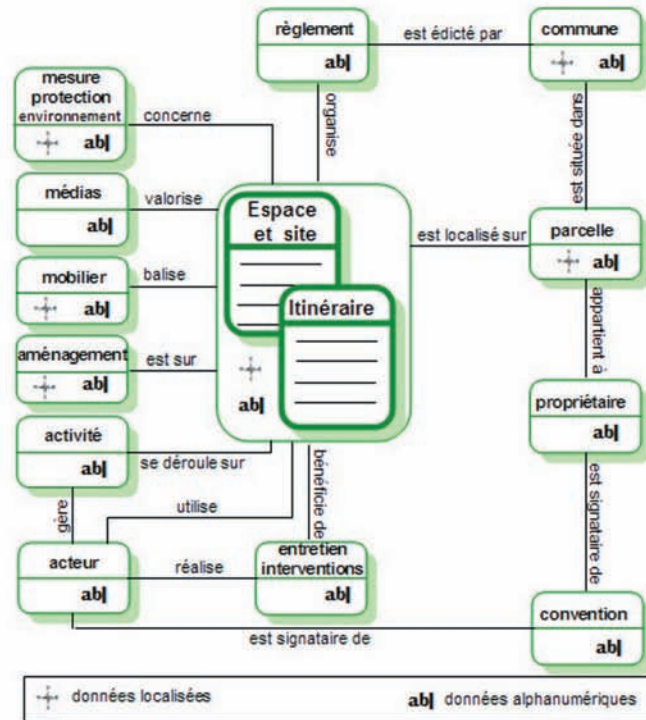 règlement
ab|
est édicté par
commune
ab|
mesure
protection
environnement
ab|
concerne
organise
est située dans
médias
ab|
valorise
Espace
et site
est localisé sur
parcelle
ab|
mobilier
ab|
balise
Itinéraire
aménagement
ab|
est sur
ab|
appartient à
propriétaire
ab|
activité
ab|
se déroule sur
bénéficie de
gère
utilise
est signataire de
acteur
ab|
réalise
entretien
interventions
ab|
convention
ab|
est signataire de
données localisées
ab| données alphanumériques